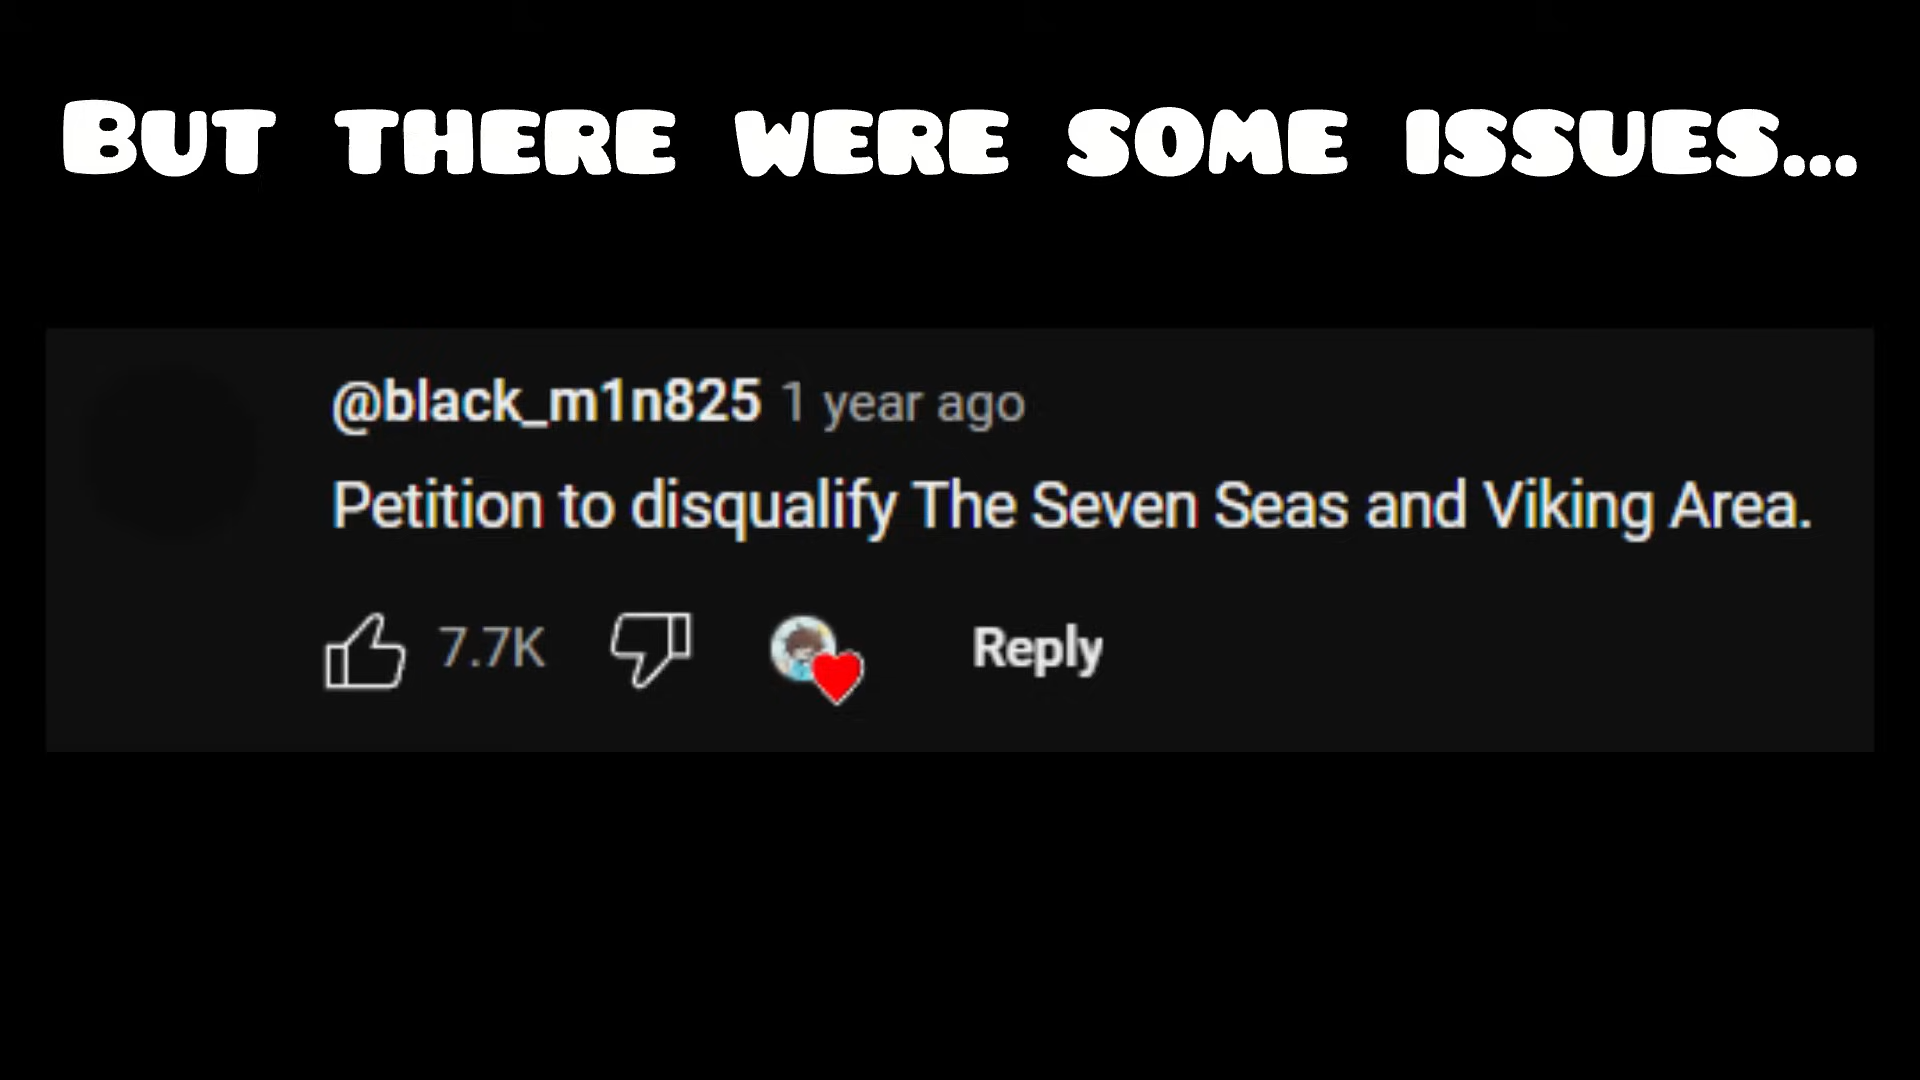 But there were some issues...
@black_m1n825 1 year ago
Petition to disqualify The Seven Seas and Viking Area.
7.7K Reply